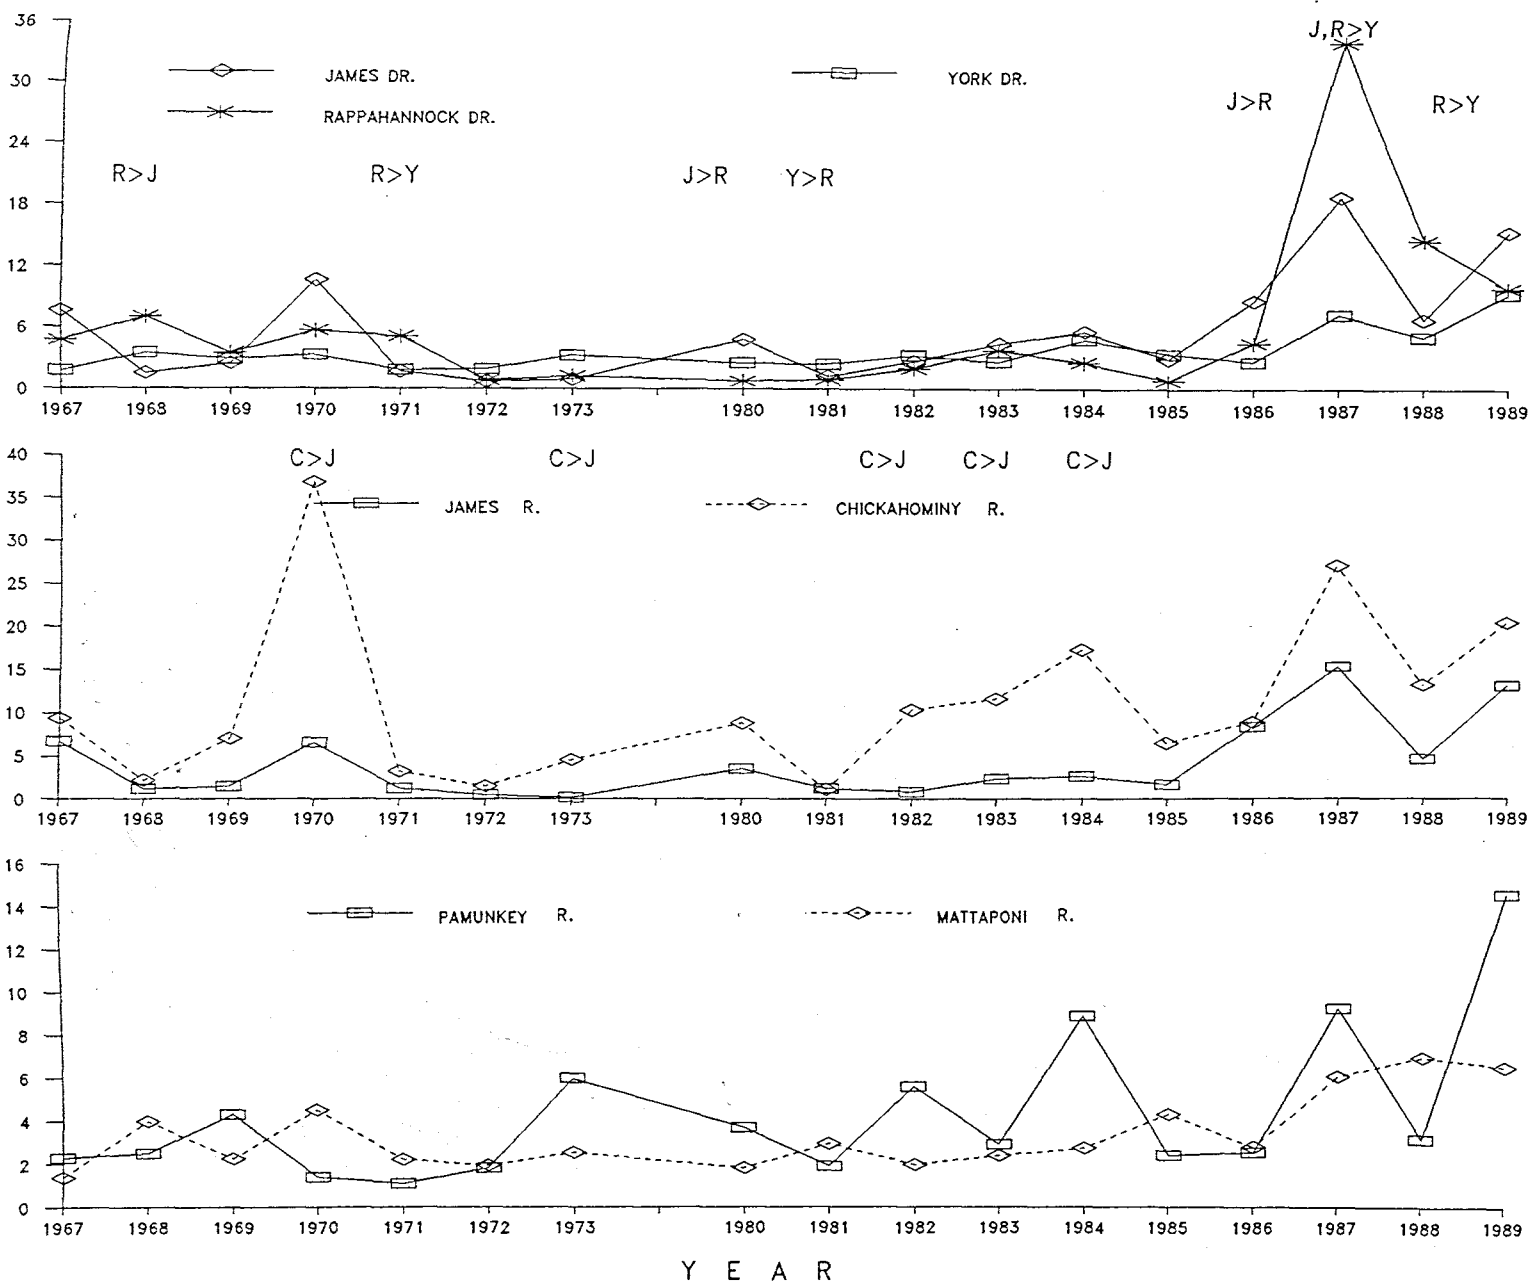 J,R>Y
36
30
24
18
12
6
0
JAMES DR.
YORK DR.
RAPPAHANNOCK DR.
J>R
R>Y
R>J
R>Y
J>R
Y>R
1967 1968 1969 1970 1971 1972 1973 1980 1981 1982 1983 1984 1985 1986 1987 1988 1989
40
35
30
25
20
15
10
5
0
C>J
C>J
C>J
C>J
C>J
JAMES R.
CHICKAHOMINY R.
1967 1968 1969 1970 1971 1972 1973 1980 1981 1982 1983 1984 1985 1986 1987 1988 1989
16
14
12
10
8
6
4
2
0
PAMUNKEY R.
MATTAPONI R.
1967 1968 1969 1970 1971 1972 1973 1980 1981 1982 1983 1984 1985 1986 1987 1988 1989
Y E A R